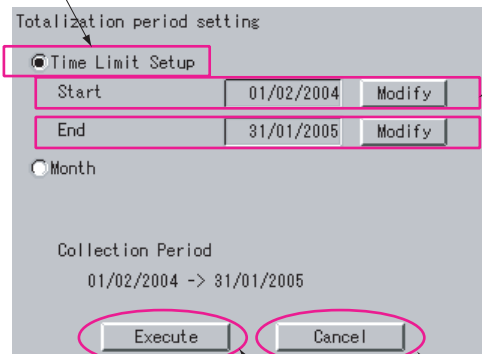 Totalization period setting
Time Limit Setup
Start 01/02/2004 Modify
End 31/01/2005 Modify
Month
Collection Period
01/02/2004 -> 31/01/2005
Execute Cancel